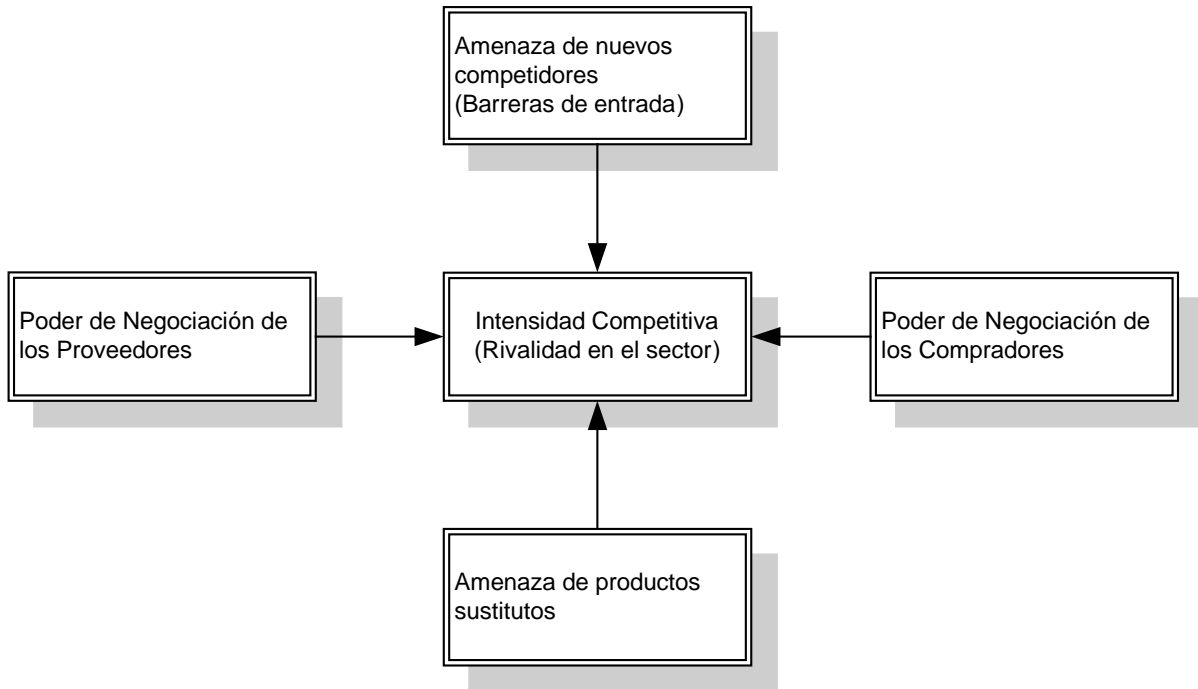 Amenaza de nuevos
competidores
(Barreras de entrada)
Poder de Negociación de
los Proveedores
Intensidad Competitiva
(Rivalidad en el sector)
Poder de Negociación de
los Compradores
Amenaza de productos
sustitutos